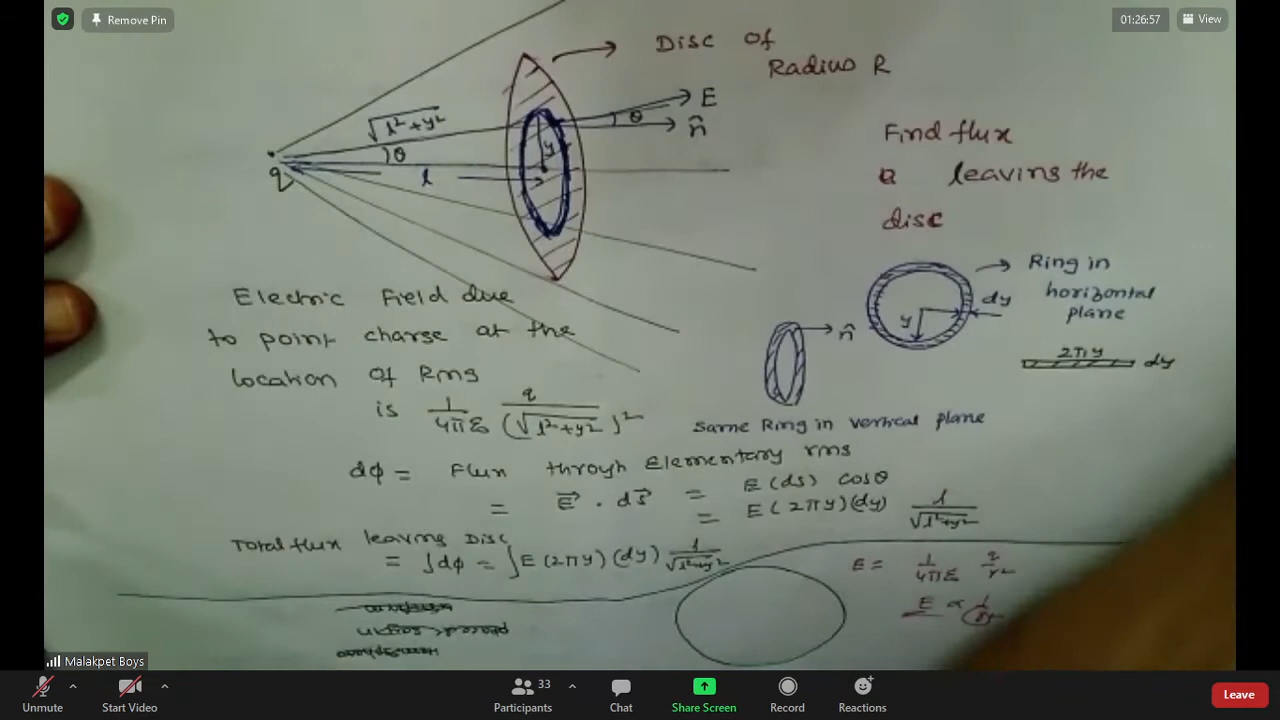 Remove Pin
01:26:57
View
Disc of
Radius R
√l²+y²
E
θ
n̂
θ
y
q
l
Find flux
leaving the
disc
Ring in
horizontal
plane
dy
y
n̂
2πy
dy
Electric Field due
to point charge at the
location of Ring
is 1/4πε q/(√l²+y²)²
same Ring in vertical plane
dϕ = Flux through Elementary ring
= E⃗ . ds⃗ = E (ds) cosθ
= E (2πy) (dy) l/√l²+y²
Total flux leaving Disc
= ∫dϕ = ∫E (2πy) (dy) l/√l²+y²
E = 1/4πε q/r²
Malakpet Boys
Unmute
Start Video
33
Participants
Chat
Share Screen
Record
Reactions
Leave